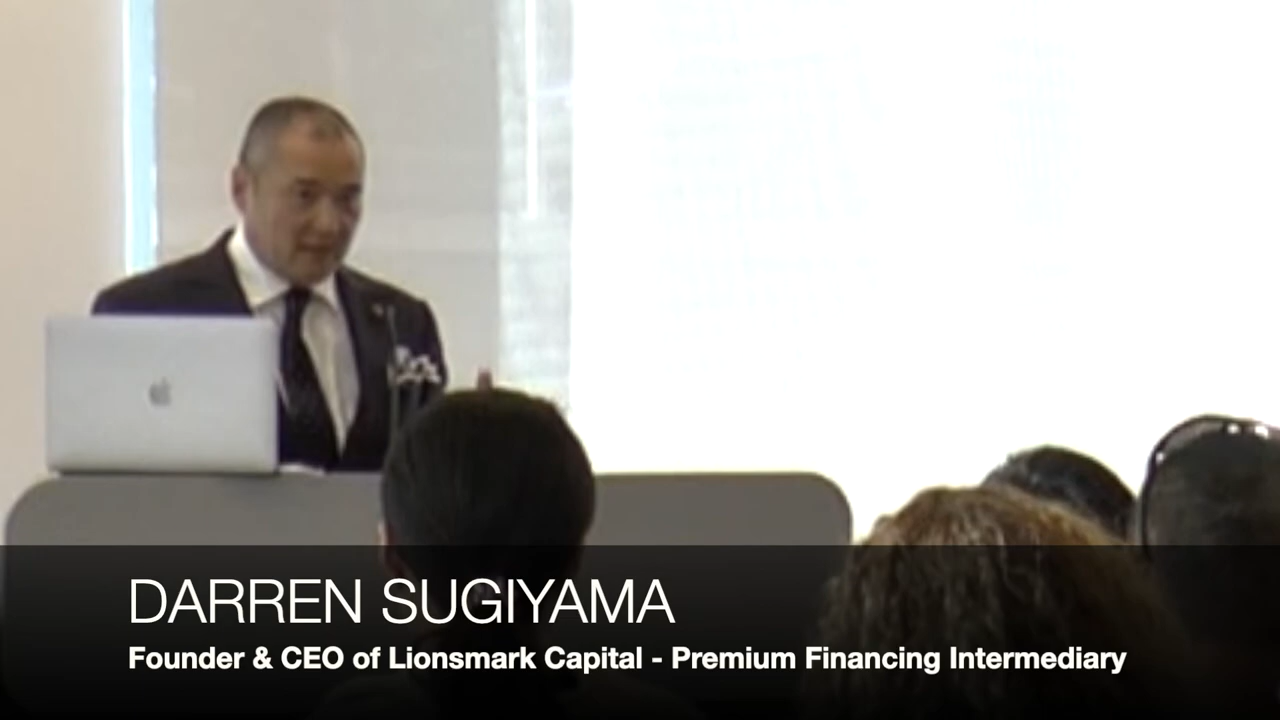 DARREN SUGIYAMA
Founder & CEO of Lionsmark Capital - Premium Financing Intermediary